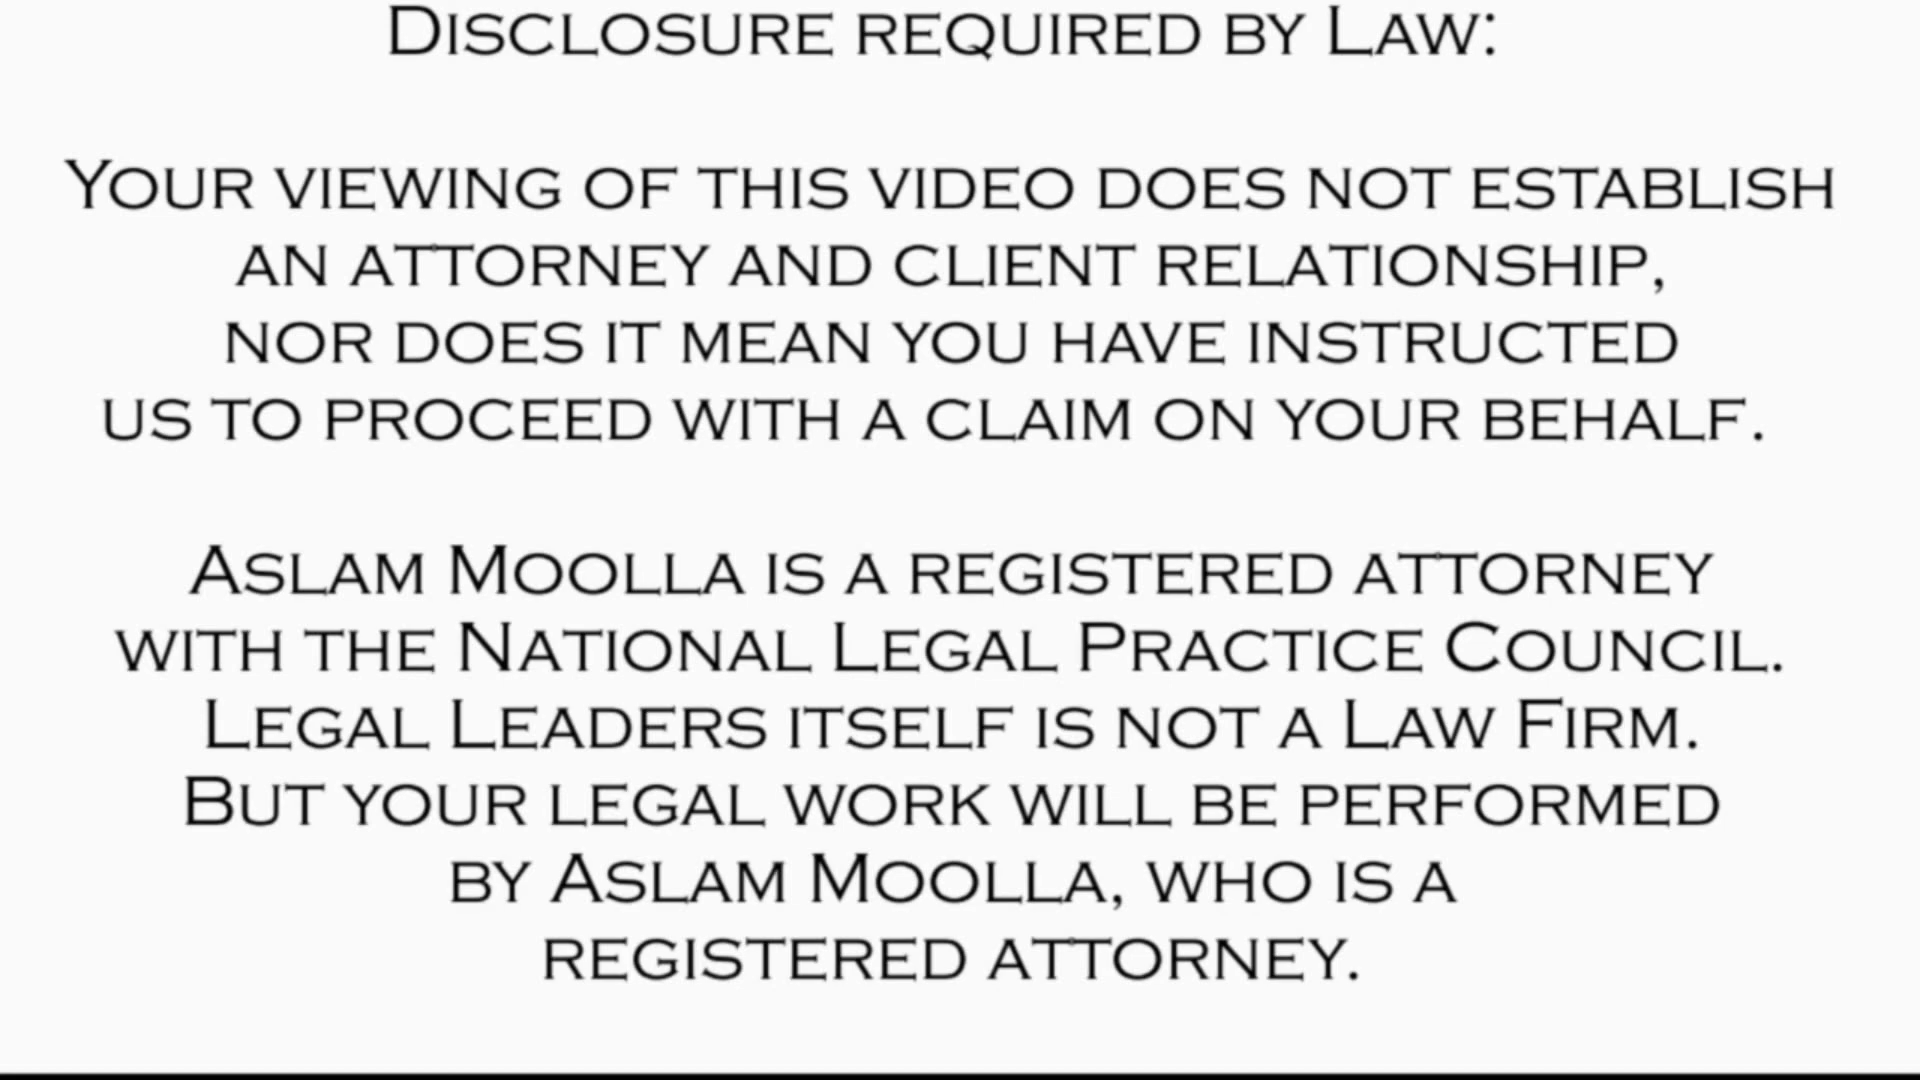 Disclosure required by Law:
Your viewing of this video does not establish
an attorney and client relationship,
nor does it mean you have instructed
us to proceed with a claim on your behalf.
Aslam Moolla is a registered attorney
with the National Legal Practice Council.
Legal Leaders itself is not a Law Firm.
But your legal work will be performed
by Aslam Moolla, who is a
registered attorney.